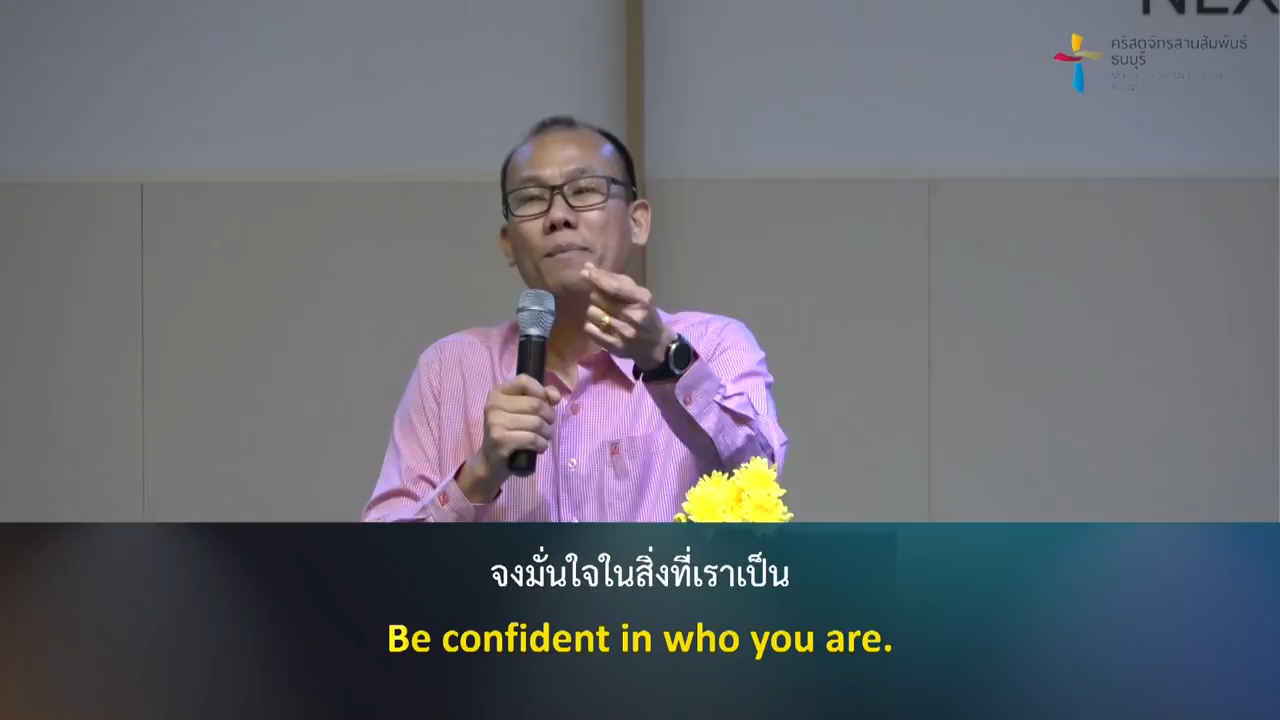 คริสตจักรสานสัมพันธ์
ธนบุรี
จงมั่นใจในสิ่งที่เราเป็น
Be confident in who you are.